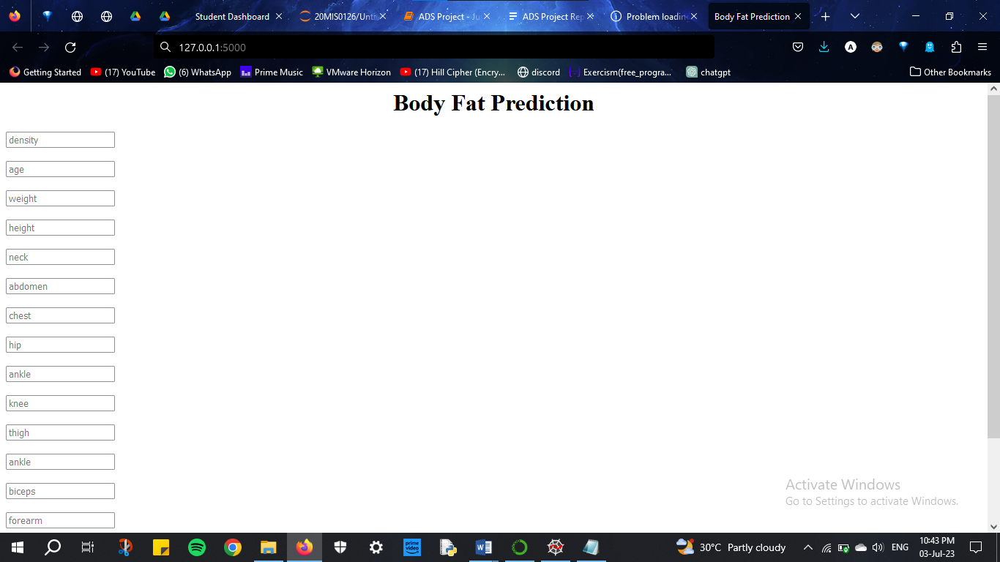 Student Dashboard
20MIS0126/Unti
ADS Project - Ju
ADS Project Rep
Problem loadin
Body Fat Prediction
127.0.0.1:5000
Getting Started
(17) YouTube
(6) WhatsApp
Prime Music
VMware Horizon
(17) Hill Cipher (Encry...
discord
Exercism(free_progra...
chatgpt
Other Bookmarks
Body Fat Prediction
density
age
weight
height
neck
abdomen
chest
hip
ankle
knee
thigh
ankle
biceps
forearm
Activate Windows
Go to Settings to activate Windows.
prime video
30°C Partly cloudy
ENG
10:43 PM
03-Jul-23